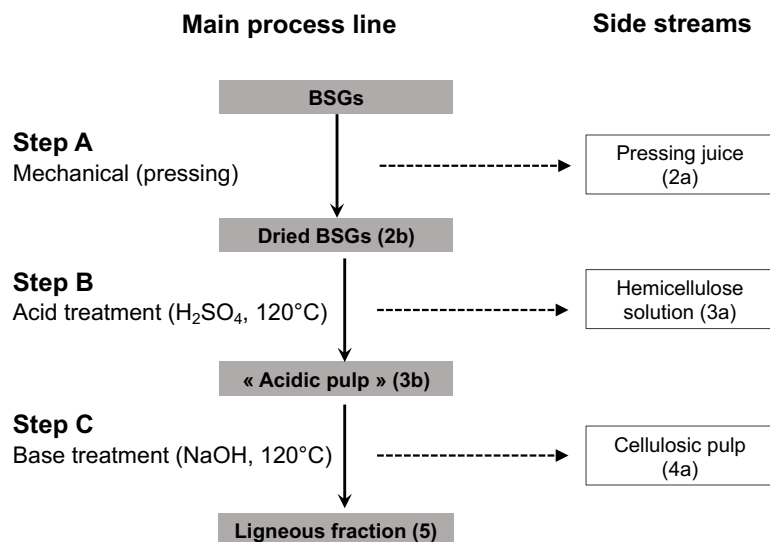 Main process line
Side streams
BSGs
Step A
Mechanical (pressing)
Pressing juice
(2a)
Dried BSGs (2b)
Step B
Acid treatment (H₂SO₄, 120°C)
Hemicellulose
solution (3a)
« Acidic pulp » (3b)
Step C
Base treatment (NaOH, 120°C)
Cellulosic pulp
(4a)
Ligneous fraction (5)